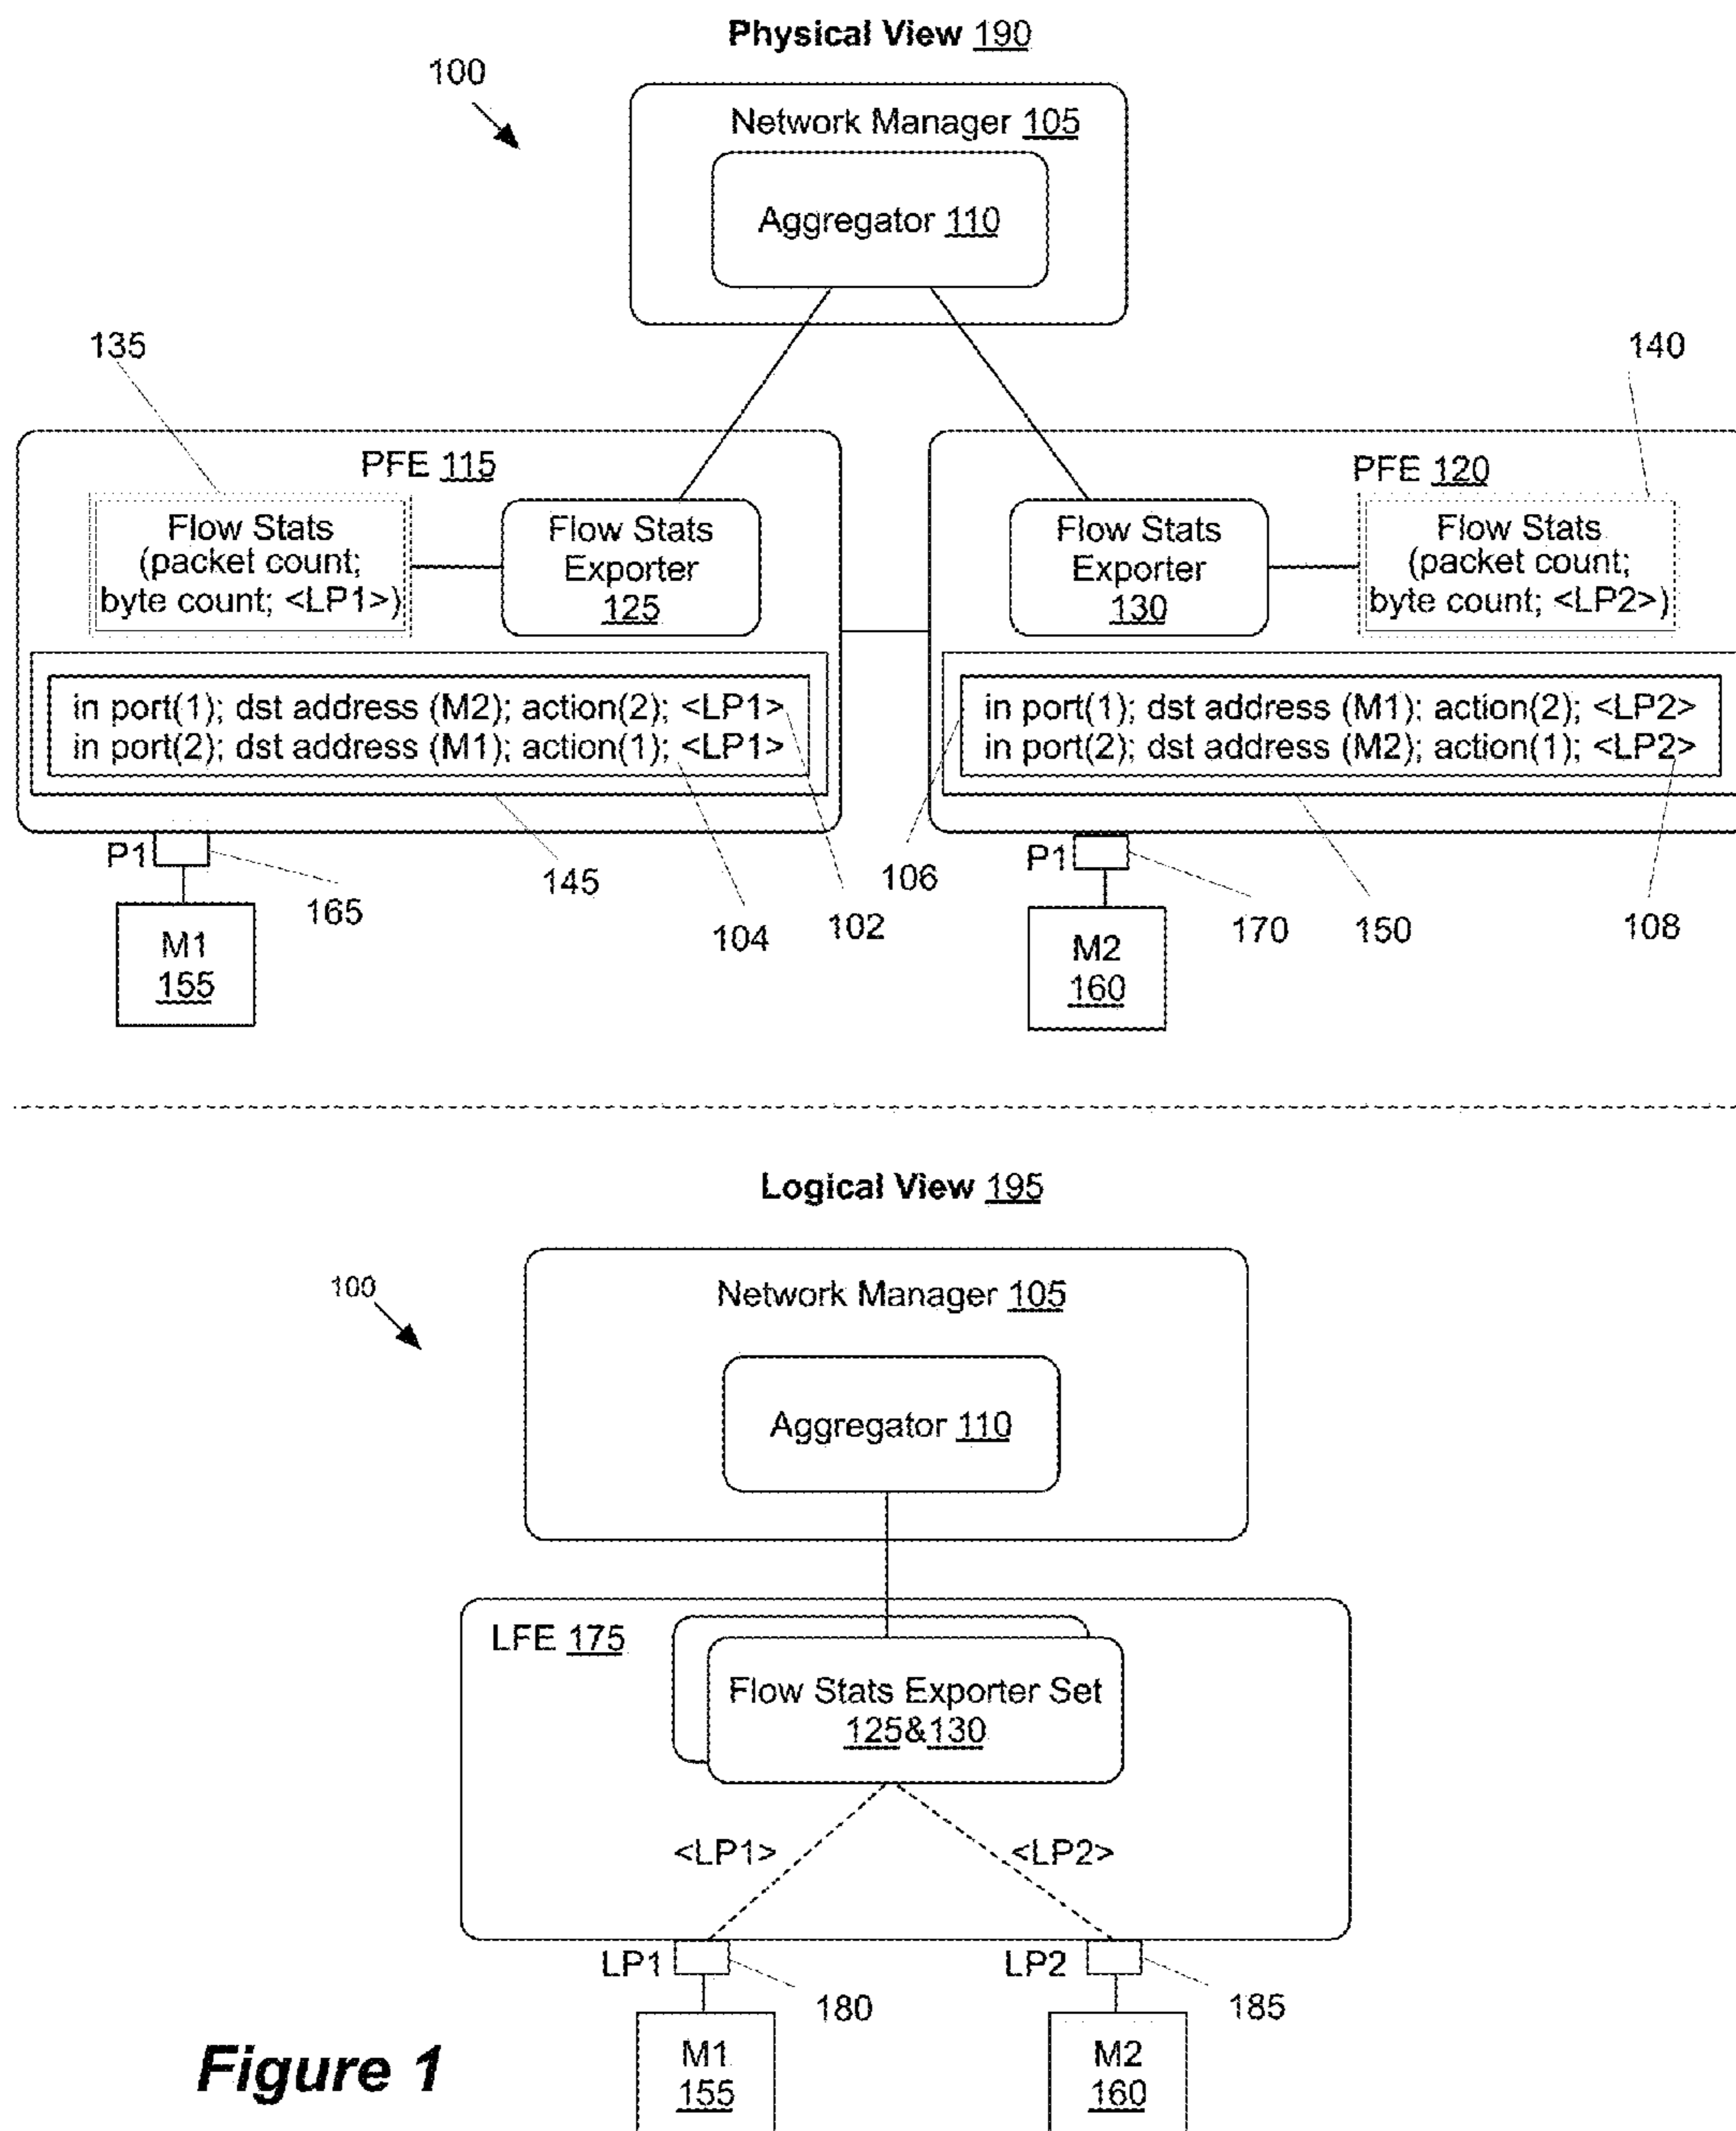 Physical View 190
100
Network Manager 105
Aggregator 110
135
140
PFE 115
Flow Stats
(packet count;
byte count; <LP1>)
Flow Stats
Exporter
125
in port(1); dst address (M2); action(2); <LP1>
in port(2); dst address (M1); action(1); <LP1>
PFE 120
Flow Stats
Exporter
130
Flow Stats
(packet count;
byte count; <LP2>)
in port(1); dst address (M1); action(2); <LP2>
in port(2); dst address (M2); action(1); <LP2>
P1
165
145
104
102
106
P1
170
150
108
M1
155
M2
160
Logical View 195
100
Network Manager 105
Aggregator 110
LFE 175
Flow Stats Exporter Set
125&130
<LP1>
<LP2>
LP1
180
LP2
185
M1
155
M2
160
Figure 1